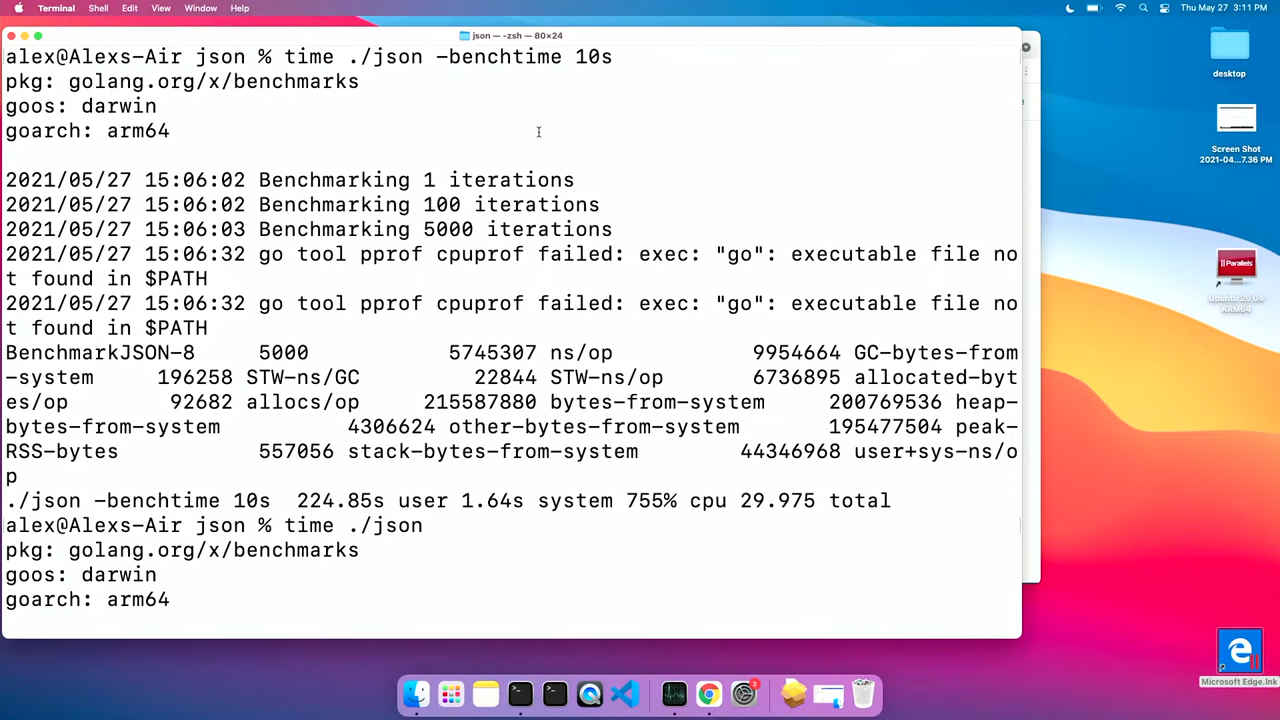 Terminal Shell Edit View Window Help Thu May 27 3:11 PM
json — -zsh — 80×24
alex@Alexs-Air json % time ./json -benchtime 10s
pkg: golang.org/x/benchmarks
goos: darwin
goarch: arm64
2021/05/27 15:06:02 Benchmarking 1 iterations
2021/05/27 15:06:02 Benchmarking 100 iterations
2021/05/27 15:06:03 Benchmarking 5000 iterations
2021/05/27 15:06:32 go tool pprof cpuprof failed: exec: "go": executable file no
t found in $PATH
2021/05/27 15:06:32 go tool pprof cpuprof failed: exec: "go": executable file no
t found in $PATH
BenchmarkJSON-8 5000 5745307 ns/op 9954664 GC-bytes-from
-system 196258 STW-ns/GC 22844 STW-ns/op 6736895 allocated-byt
es/op 92682 allocs/op 215587880 bytes-from-system 200769536 heap-
bytes-from-system 4306624 other-bytes-from-system 195477504 peak-
RSS-bytes 557056 stack-bytes-from-system 44346968 user+sys-ns/o
p
./json -benchtime 10s 224.85s user 1.64s system 755% cpu 29.975 total
alex@Alexs-Air json % time ./json
pkg: golang.org/x/benchmarks
goos: darwin
goarch: arm64
desktop
Screen Shot
2021-04...7.36 PM
Parallels
Ubuntu 20.04
ARM64
Microsoft Edge.lnk